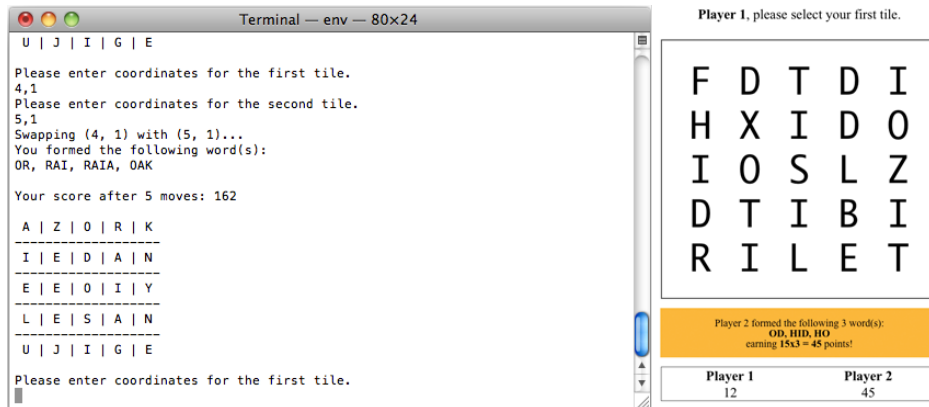 Terminal — env — 80×24
U | J | I | G | E
Please enter coordinates for the first tile.
4,1
Please enter coordinates for the second tile.
5,1
Swapping (4, 1) with (5, 1)...
You formed the following word(s):
OR, RAI, RAIA, OAK
Your score after 5 moves: 162
A | Z | O | R | K
--------------------
I | E | D | A | N
--------------------
E | E | O | I | Y
--------------------
L | E | S | A | N
--------------------
U | J | I | G | E
Please enter coordinates for the first tile.
Player 1, please select your first tile.
F D T D I
H X I D O
I O S L Z
D T I B I
R I L E T
Player 2 formed the following 3 word(s):
OD, HID, HO
earning 15x3 = 45 points!
Player 1 Player 2
12 45